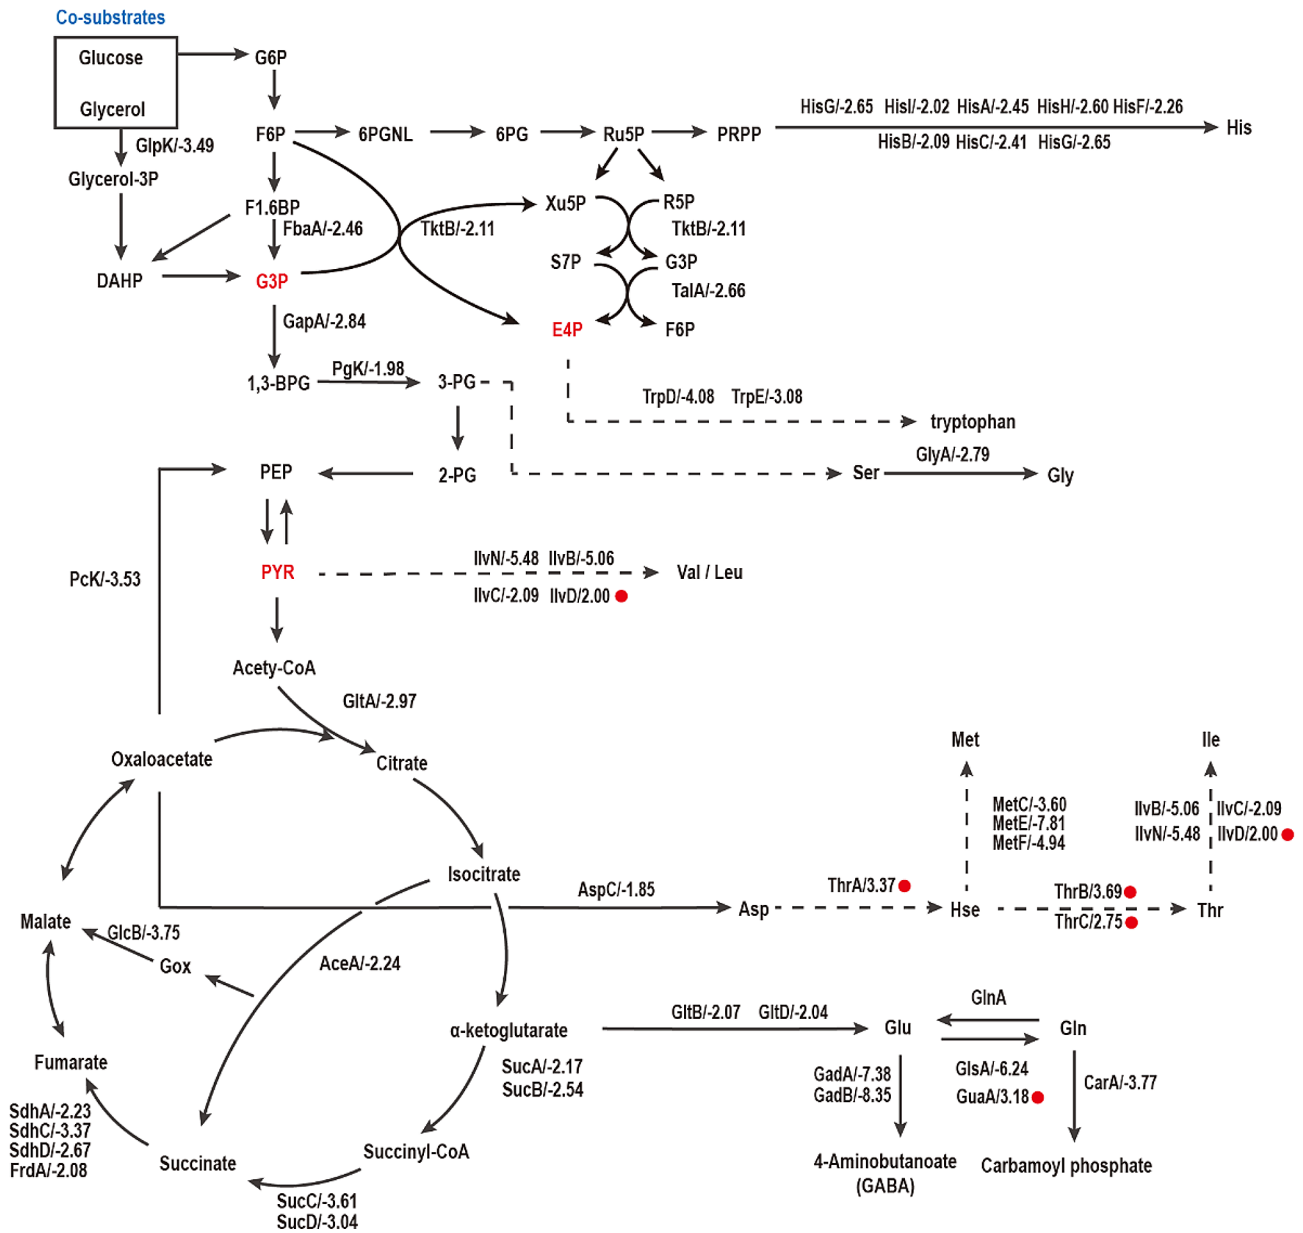 Co-substrates
Glucose
G6P
Glycerol
GlpK/-3.49
F6P
6PGNL
6PG
Ru5P
PRPP
HisG/-2.65 HisI/-2.02 HisA/-2.45 HisH/-2.60 HisF/-2.26
HisB/-2.09 HisC/-2.41 HisG/-2.65
His
Glycerol-3P
F1.6BP
FbaA/-2.46
TktB/-2.11
Xu5P
R5P
TktB/-2.11
DAHP
G3P
S7P
G3P
TalA/-2.66
GapA/-2.84
E4P
F6P
1,3-BPG
PgK/-1.98
3-PG
TrpD/-4.08 TrpE/-3.08
tryptophan
PEP
2-PG
Ser
GlyA/-2.79
Gly
PcK/-3.53
PYR
IlvN/-5.48 IlvB/-5.06
IlvC/-2.09 IlvD/2.00
Val / Leu
Acety-CoA
GltA/-2.97
Oxaloacetate
Citrate
Met
Ile
MetC/-3.60
MetE/-7.81
MetF/-4.94
IlvB/-5.06 IlvC/-2.09
IlvN/-5.48 IlvD/2.00
Isocitrate
AspC/-1.85
Asp
ThrA/3.37
Hse
ThrB/3.69
ThrC/2.75
Thr
Malate
GlcB/-3.75
Gox
AceA/-2.24
α-ketoglutarate
GltB/-2.07 GltD/-2.04
Glu
GlnA
Gln
GlsA/-6.24
GuaA/3.18
GadA/-7.38
GadB/-8.35
CarA/-3.77
Fumarate
SucA/-2.17
SucB/-2.54
SdhA/-2.23
SdhC/-3.37
SdhD/-2.67
FrdA/-2.08
Succinate
Succinyl-CoA
SucC/-3.61
SucD/-3.04
4-Aminobutanoate
(GABA)
Carbamoyl phosphate